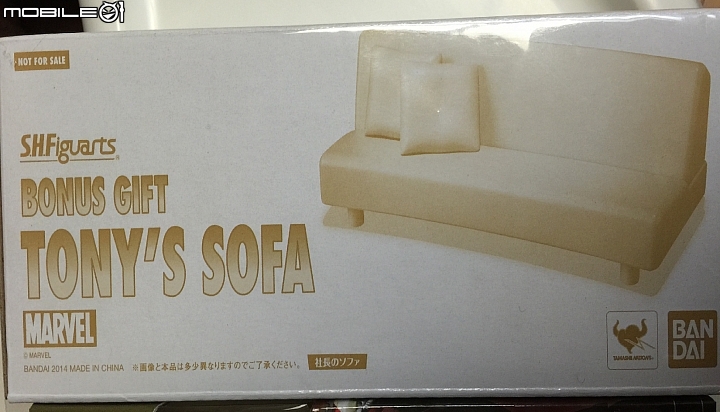 MOBILE01
NOT FOR SALE
S.H.Figuarts®
BONUS GIFT
TONY'S SOFA
MARVEL
© MARVEL
BANDAI 2014 MADE IN CHINA ※画像と本品は多少異なりますのでご了承ください。
社長のソファ
TAMASHII NATIONS
BAN
DAI